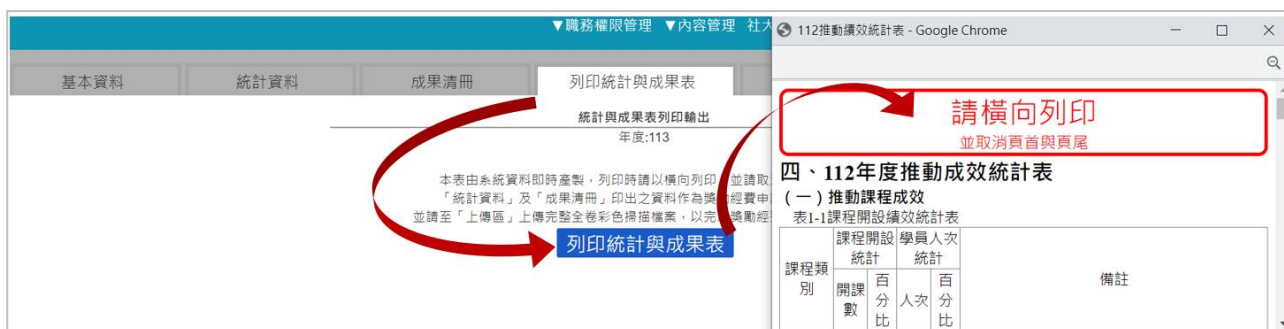 ▼職務權限管理 ▼內容管理 社大
基本資料
統計資料
成果清冊
列印統計與成果表
統計與成果表列印輸出
年度:113
本表由系統資料即時產製，列印時請以橫向列印，並請取
「統計資料」及「成果清冊」印出之資料作為獎勵經費申
並請至「上傳區」上傳完整全卷彩色掃描檔案，以完 獎勵經
列印統計與成果表
112推動績效統計表 - Google Chrome
請橫向列印
並取消頁首與頁尾
四、112年度推動成效統計表
(一)推動課程成效
表1-1課程開設績效統計表
課程類別
課程開設統計
學員人次統計
備註
開課數
百分比
人次
百分比